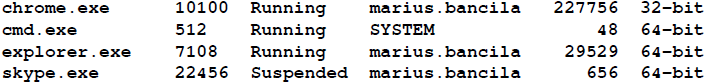 chrome.exe 10100 Running marius.bancila 227756 32-bit
cmd.exe 512 Running SYSTEM 48 64-bit
explorer.exe 7108 Running marius.bancila 29529 64-bit
skype.exe 22456 Suspended marius.bancila 656 64-bit